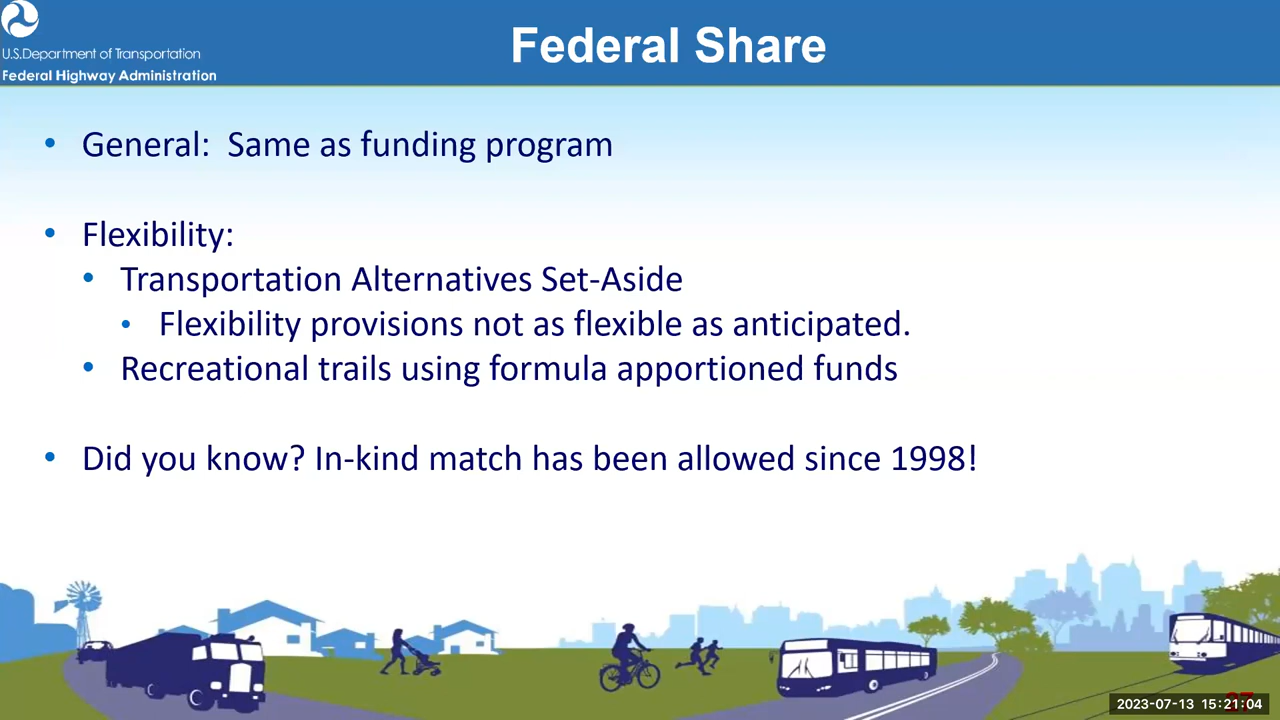 U.S.Department of Transportation
Federal Highway Administration
Federal Share
• General:  Same as funding program
• Flexibility:
• Transportation Alternatives Set-Aside
• Flexibility provisions not as flexible as anticipated.
• Recreational trails using formula apportioned funds
• Did you know? In-kind match has been allowed since 1998!
2023-07-13 15:21:04